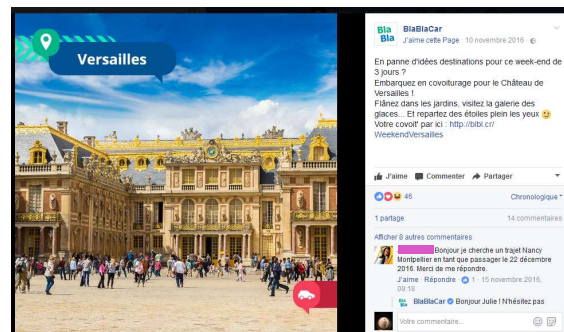 Versailles
Bla
Bla
BlaBlaCar
J'aime cette Page · 10 novembre 2016 ·
En panne d'idées destinations pour ce week-end de
3 jours ?
Embarquez en covoiturage pour le Château de
Versailles !
Flânez dans les jardins, visitez la galerie des
glaces... Et repartez des étoiles plein les yeux
Votre covoit' par ici : http://bibl.cr/
WeekendVersailles
J'aime Commenter Partager
46 Chronologique
1 partage 14 commentaires
Afficher 8 autres commentaires
Bonjour je cherche un trajet Nancy
Montpellier en tant que passager le 22 décembre
2016. Merci de me répondre.
J'aime · Répondre · 1 · 15 novembre 2016,
09:18
Bla
Bla
BlaBlaCar Bonjour Julie ! N'hésitez pas
Votre commentaire...